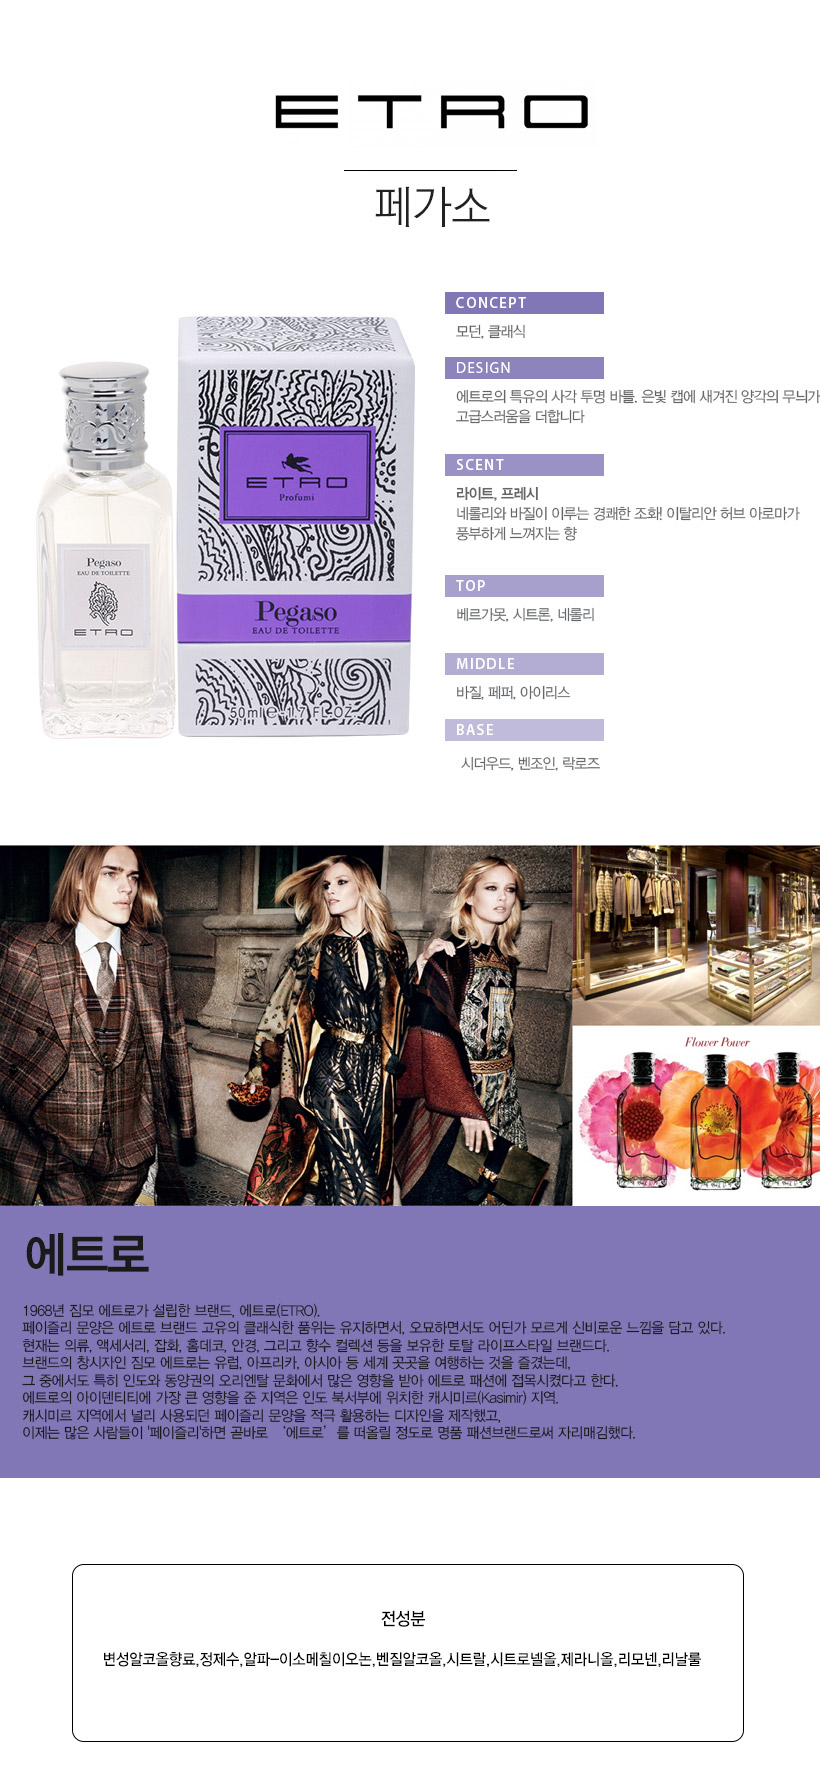 ETRO
페가소
CONCEPT
모던, 클래식
DESIGN
에트로의 특유의 사각 투명 바틀. 은빛 캡에 새겨진 양각의 무늬가
고급스러움을 더합니다
SCENT
라이트, 프레시
네롤리와 바질이 이루는 경쾌한 조화! 이탈리안 허브 아로마가
풍부하게 느껴지는 향
TOP
베르가못, 시트론, 네롤리
MIDDLE
바질, 페퍼, 아이리스
BASE
시더우드, 벤조인, 락로즈
Pegaso
EAU DE TOILETTE
ETRO
ETRO
Profumi
Pegaso
EAU DE TOILETTE
50ml e-1.7 FL.OZ.
Flower Power
에트로
1968년 짐모 에트로가 설립한 브랜드, 에트로(ETRO).
페이즐리 문양은 에트로 브랜드 고유의 클래식한 품위는 유지하면서, 오묘하면서도 어딘가 모르게 신비로운 느낌을 담고 있다.
현재는 의류, 액세서리, 잡화, 홈데코, 안경, 그리고 향수 컬렉션 등을 보유한 토탈 라이프스타일 브랜드다.
브랜드의 창시자인 짐모 에트로는 유럽, 아프리카, 아시아 등 세계 곳곳을 여행하는 것을 즐겼는데,
그 중에서도 특히 인도와 동양권의 오리엔탈 문화에서 많은 영향을 받아 에트로 패션에 접목시켰다고 한다.
에트로의 아이덴티티에 가장 큰 영향을 준 지역은 인도 북서부에 위치한 캐시미르(Kasimir) 지역.
캐시미르 지역에서 널리 사용되던 페이즐리 문양을 적극 활용하는 디자인을 제작했고,
이제는 많은 사람들이 '페이즐리'하면 곧바로 ‘에트로’를 떠올릴 정도로 명품 패션브랜드로써 자리매김했다.
전성분
변성알코올향료,정제수,알파-이소메칠이오논,벤질알코올,시트랄,시트로넬올,제라니올,리모넨,리날룰